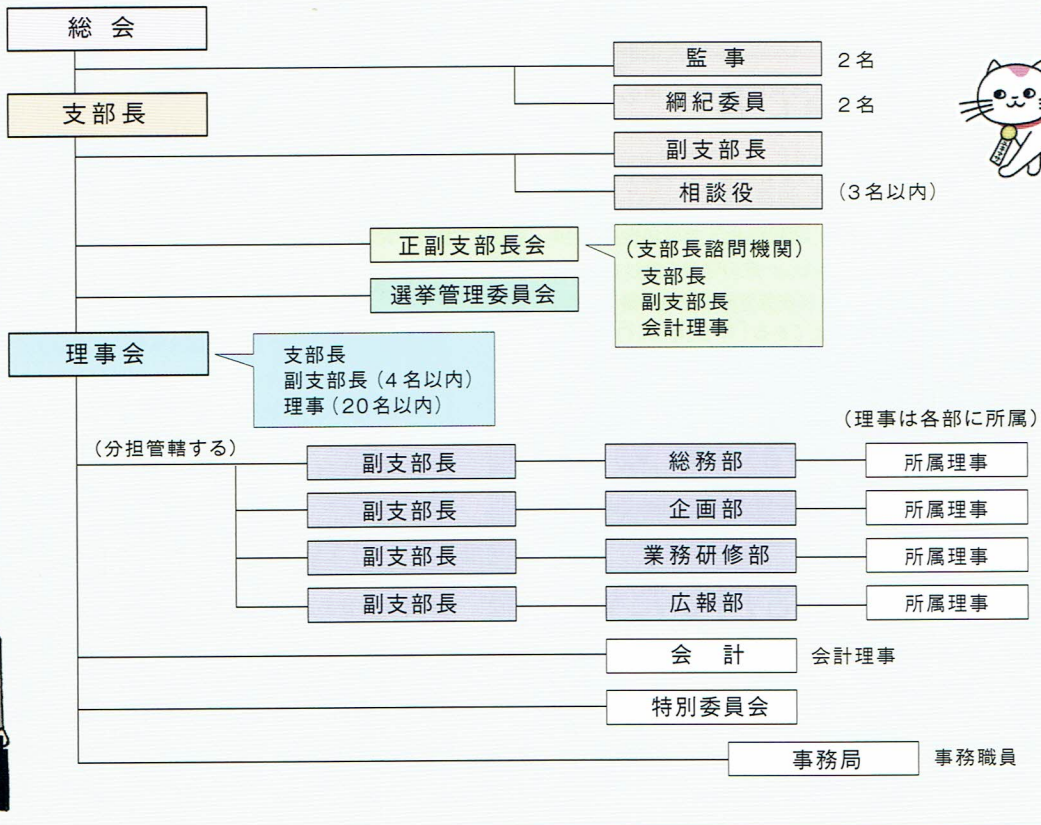 総 会
監 事 2名
綱紀委員 2名
支部長
副支部長
相談役 (3名以内)
正副支部長会
(支部長諮問機関)
支部長
副支部長
会計理事
選挙管理委員会
理事会
支部長
副支部長(4名以内)
理事(20名以内)
(理事は各部に所属)
(分担管轄する)
副支部長 総務部 所属理事
副支部長 企画部 所属理事
副支部長 業務研修部 所属理事
副支部長 広報部 所属理事
会 計 会計理事
特別委員会
事務局 事務職員